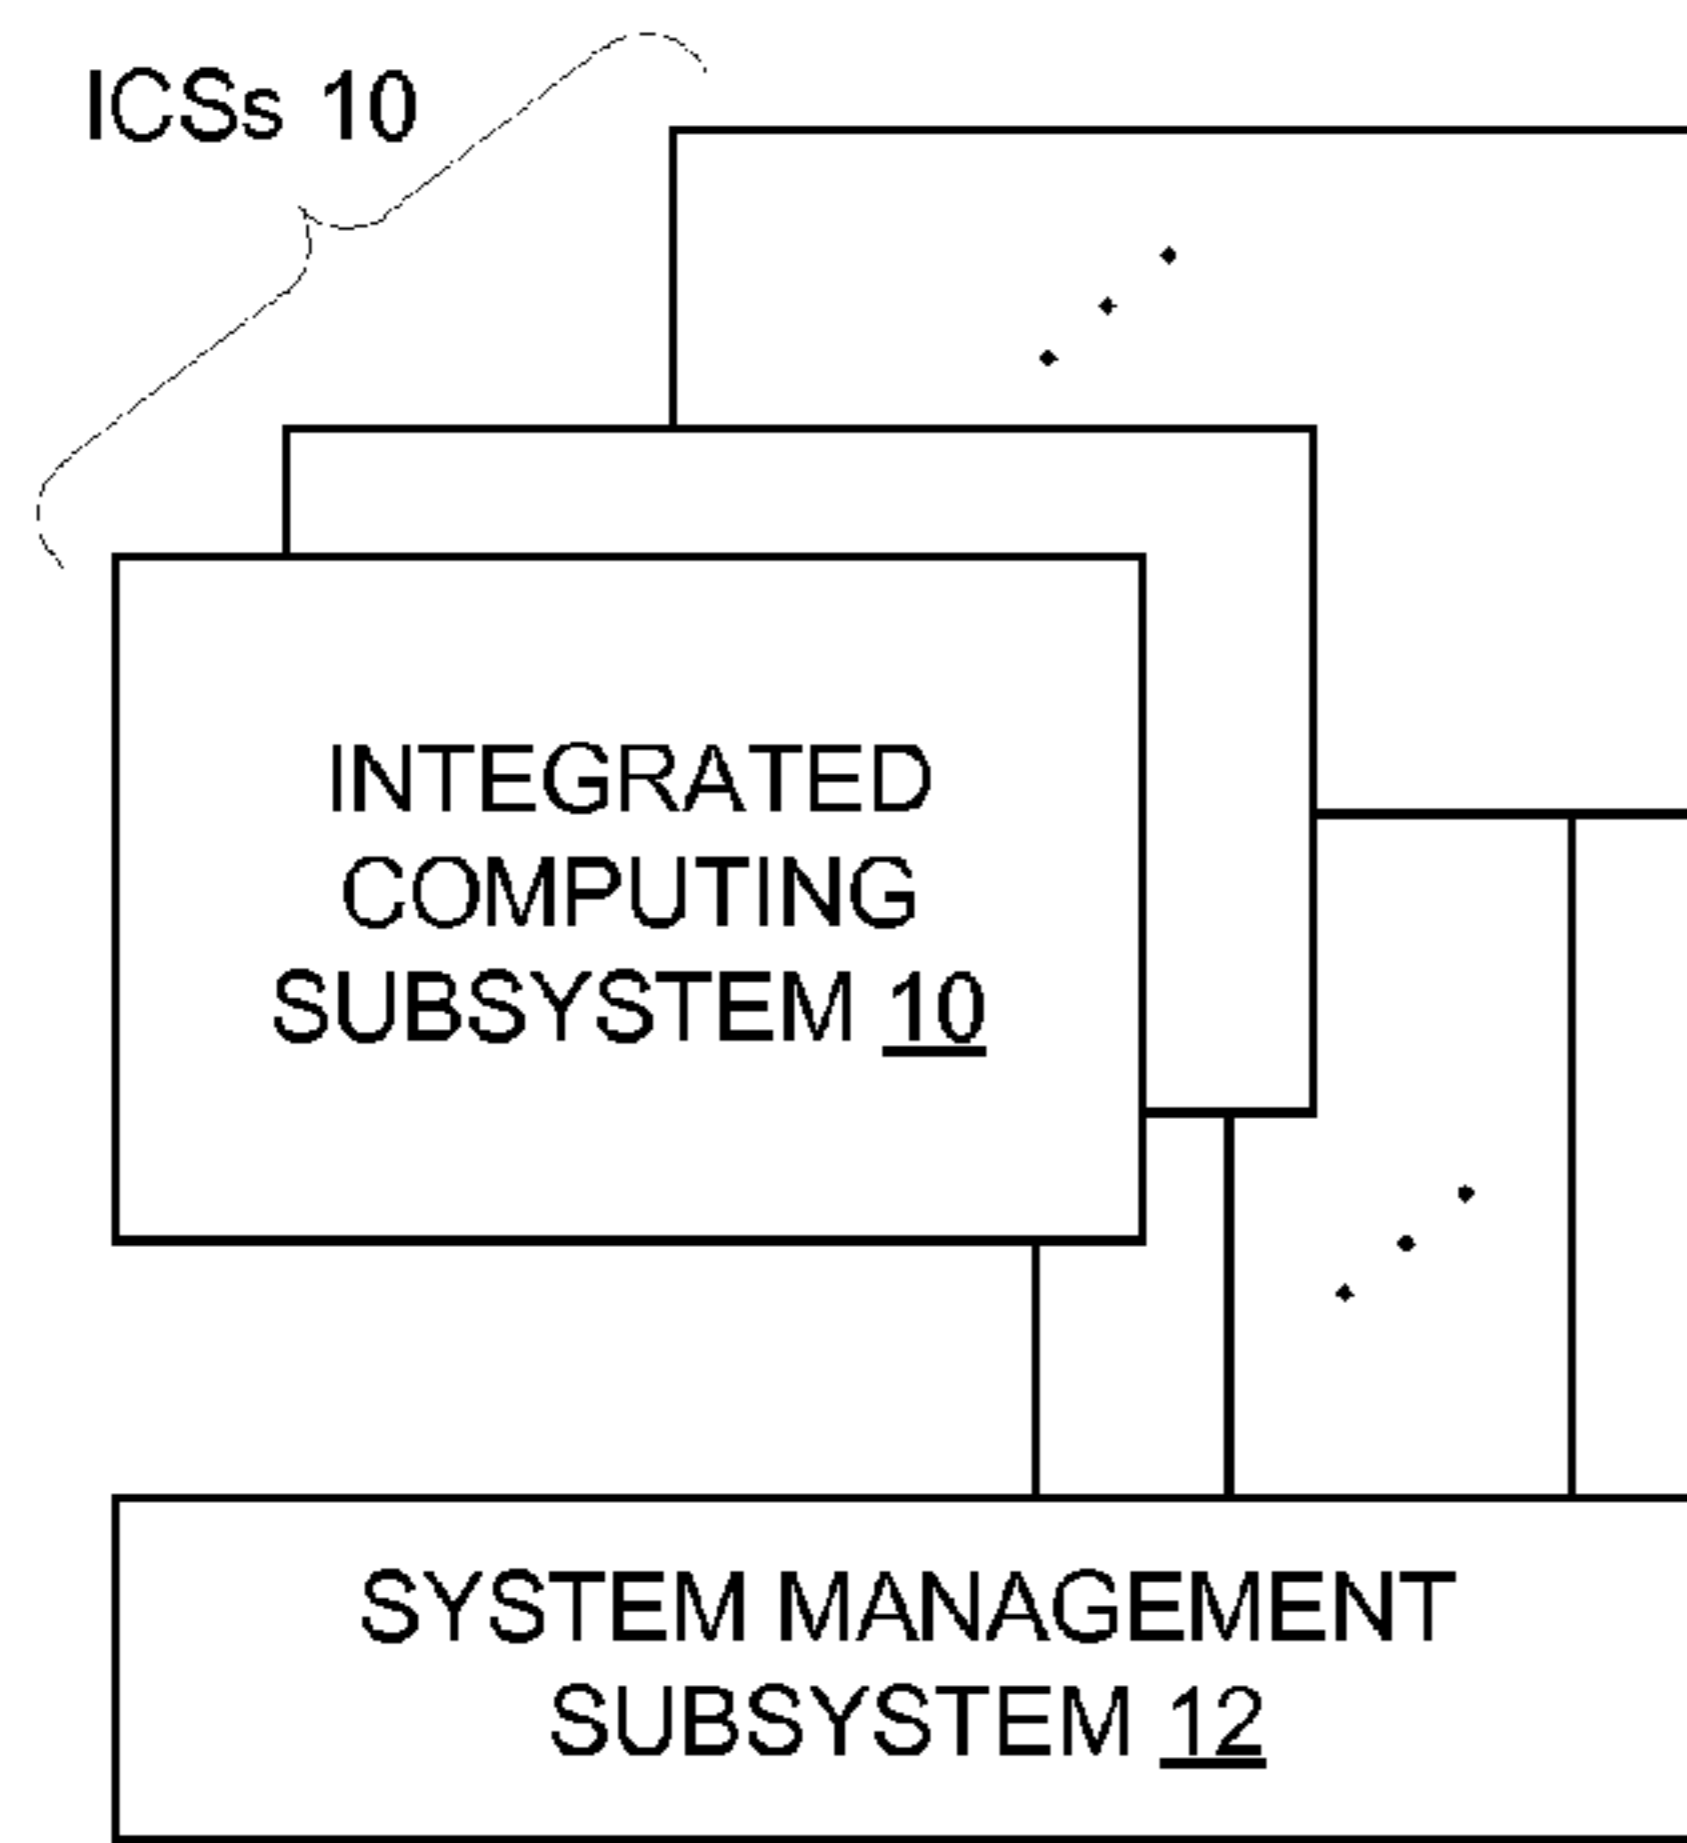 ICSs 10
INTEGRATED
COMPUTING
SUBSYSTEM 10
SYSTEM MANAGEMENT
SUBSYSTEM 12